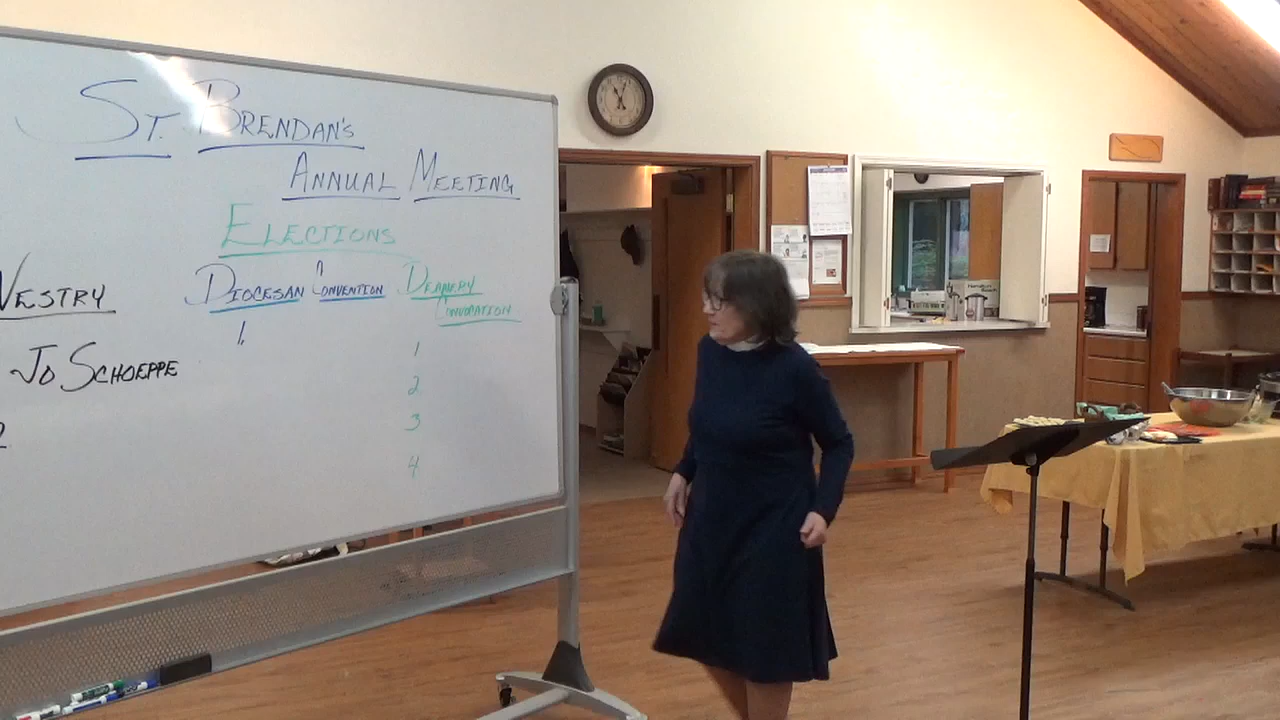 St. Brendan's
Annual Meeting
Elections
Vestry
Diocesan Convention
Deanery
Convocation
Jo Schoeppe
2
1.
1
2
3
4